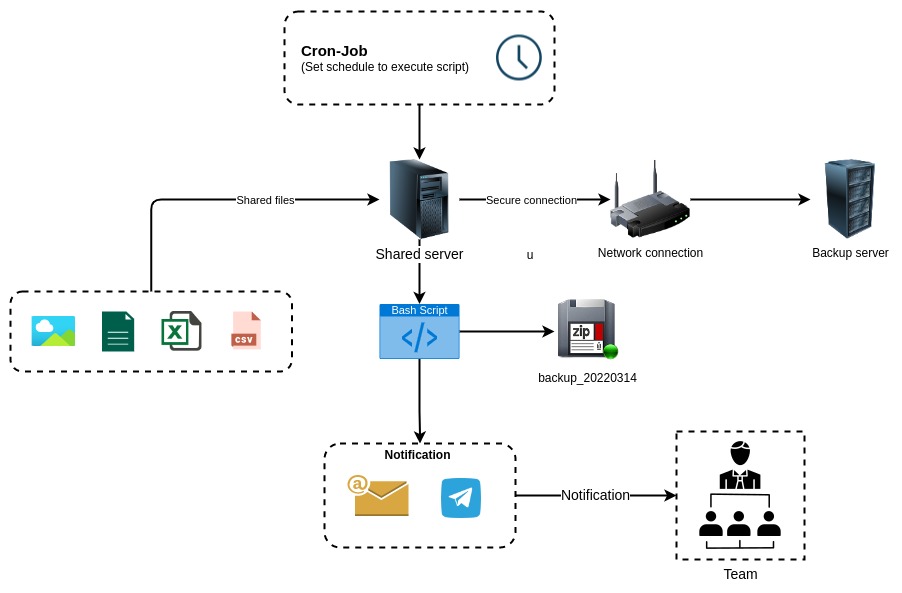 Cron-Job
(Set schedule to execute script)
Shared files
Secure connection
Shared server
u
Network connection
Backup server
Bash Script
</>
X
CSV
zip
backup_20220314
Notification
@
Notification
Team